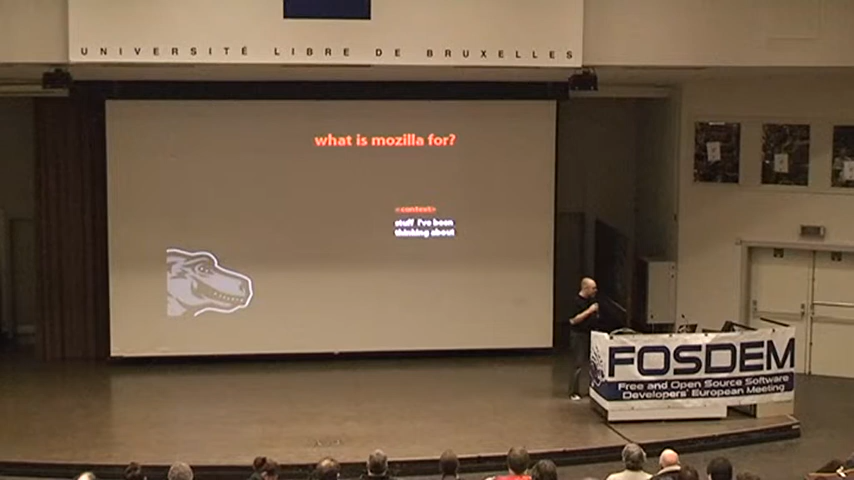 UNIVERSITÉ LIBRE DE BRUXELLES
what is mozilla for?
<context>
stuff I've been
thinking about
FOSDEM
Free and Open Source Software
Developers' European Meeting